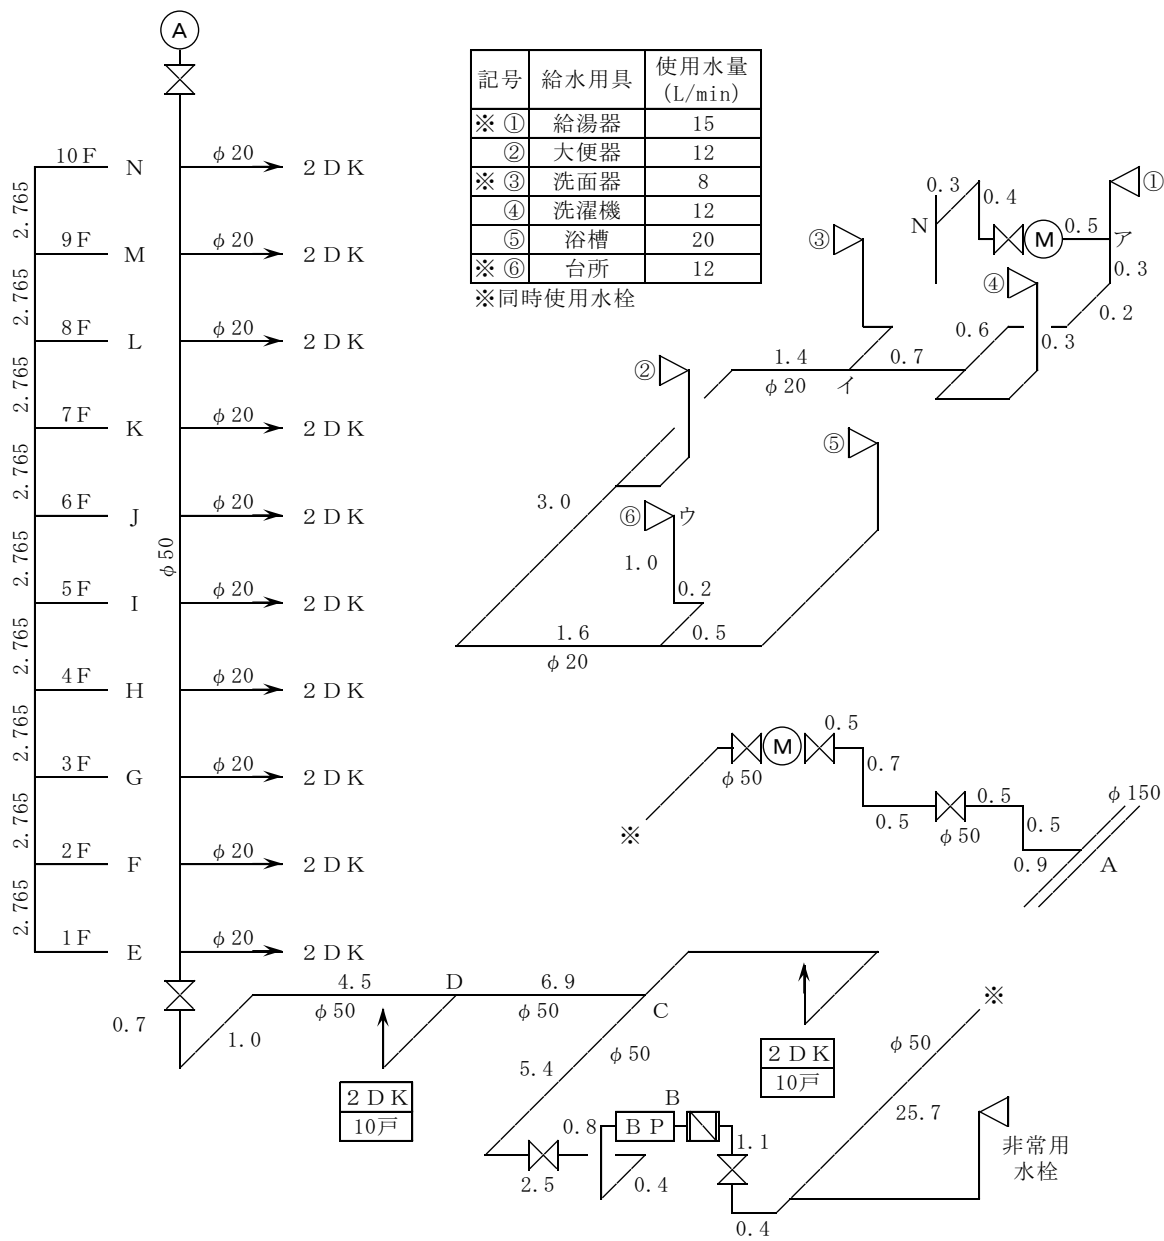 A
記号 給水用具 使用水量 (L/min)
※① 給湯器 15
② 大便器 12
※③ 洗面器 8
④ 洗濯機 12
⑤ 浴槽 20
※⑥ 台所 12
※同時使用水栓
10F N φ20 2DK
2.765
9F M φ20 2DK
2.765
8F L φ20 2DK
2.765
7F K φ20 2DK
2.765
6F J φ20 2DK
2.765
φ50
5F I φ20 2DK
2.765
4F H φ20 2DK
2.765
3F G φ20 2DK
2.765
2F F φ20 2DK
2.765
1F E φ20 2DK
0.3
0.4
①
N
M
0.5
ア
③
0.3
④
0.2
0.6
0.3
1.4
0.7
②
φ20
イ
⑤
3.0
⑥
ウ
1.0
0.2
1.6
0.5
φ20
0.5
M
0.7
φ50
0.5
φ150
0.5
0.5
φ50
※
0.9
A
4.5
D
6.9
※
0.7
φ50
φ50
C
1.0
φ50
φ50
5.4
2DK
10戸
2DK
10戸
B
25.7
0.8
BP
1.1
非常用
水栓
2.5
0.4
0.4